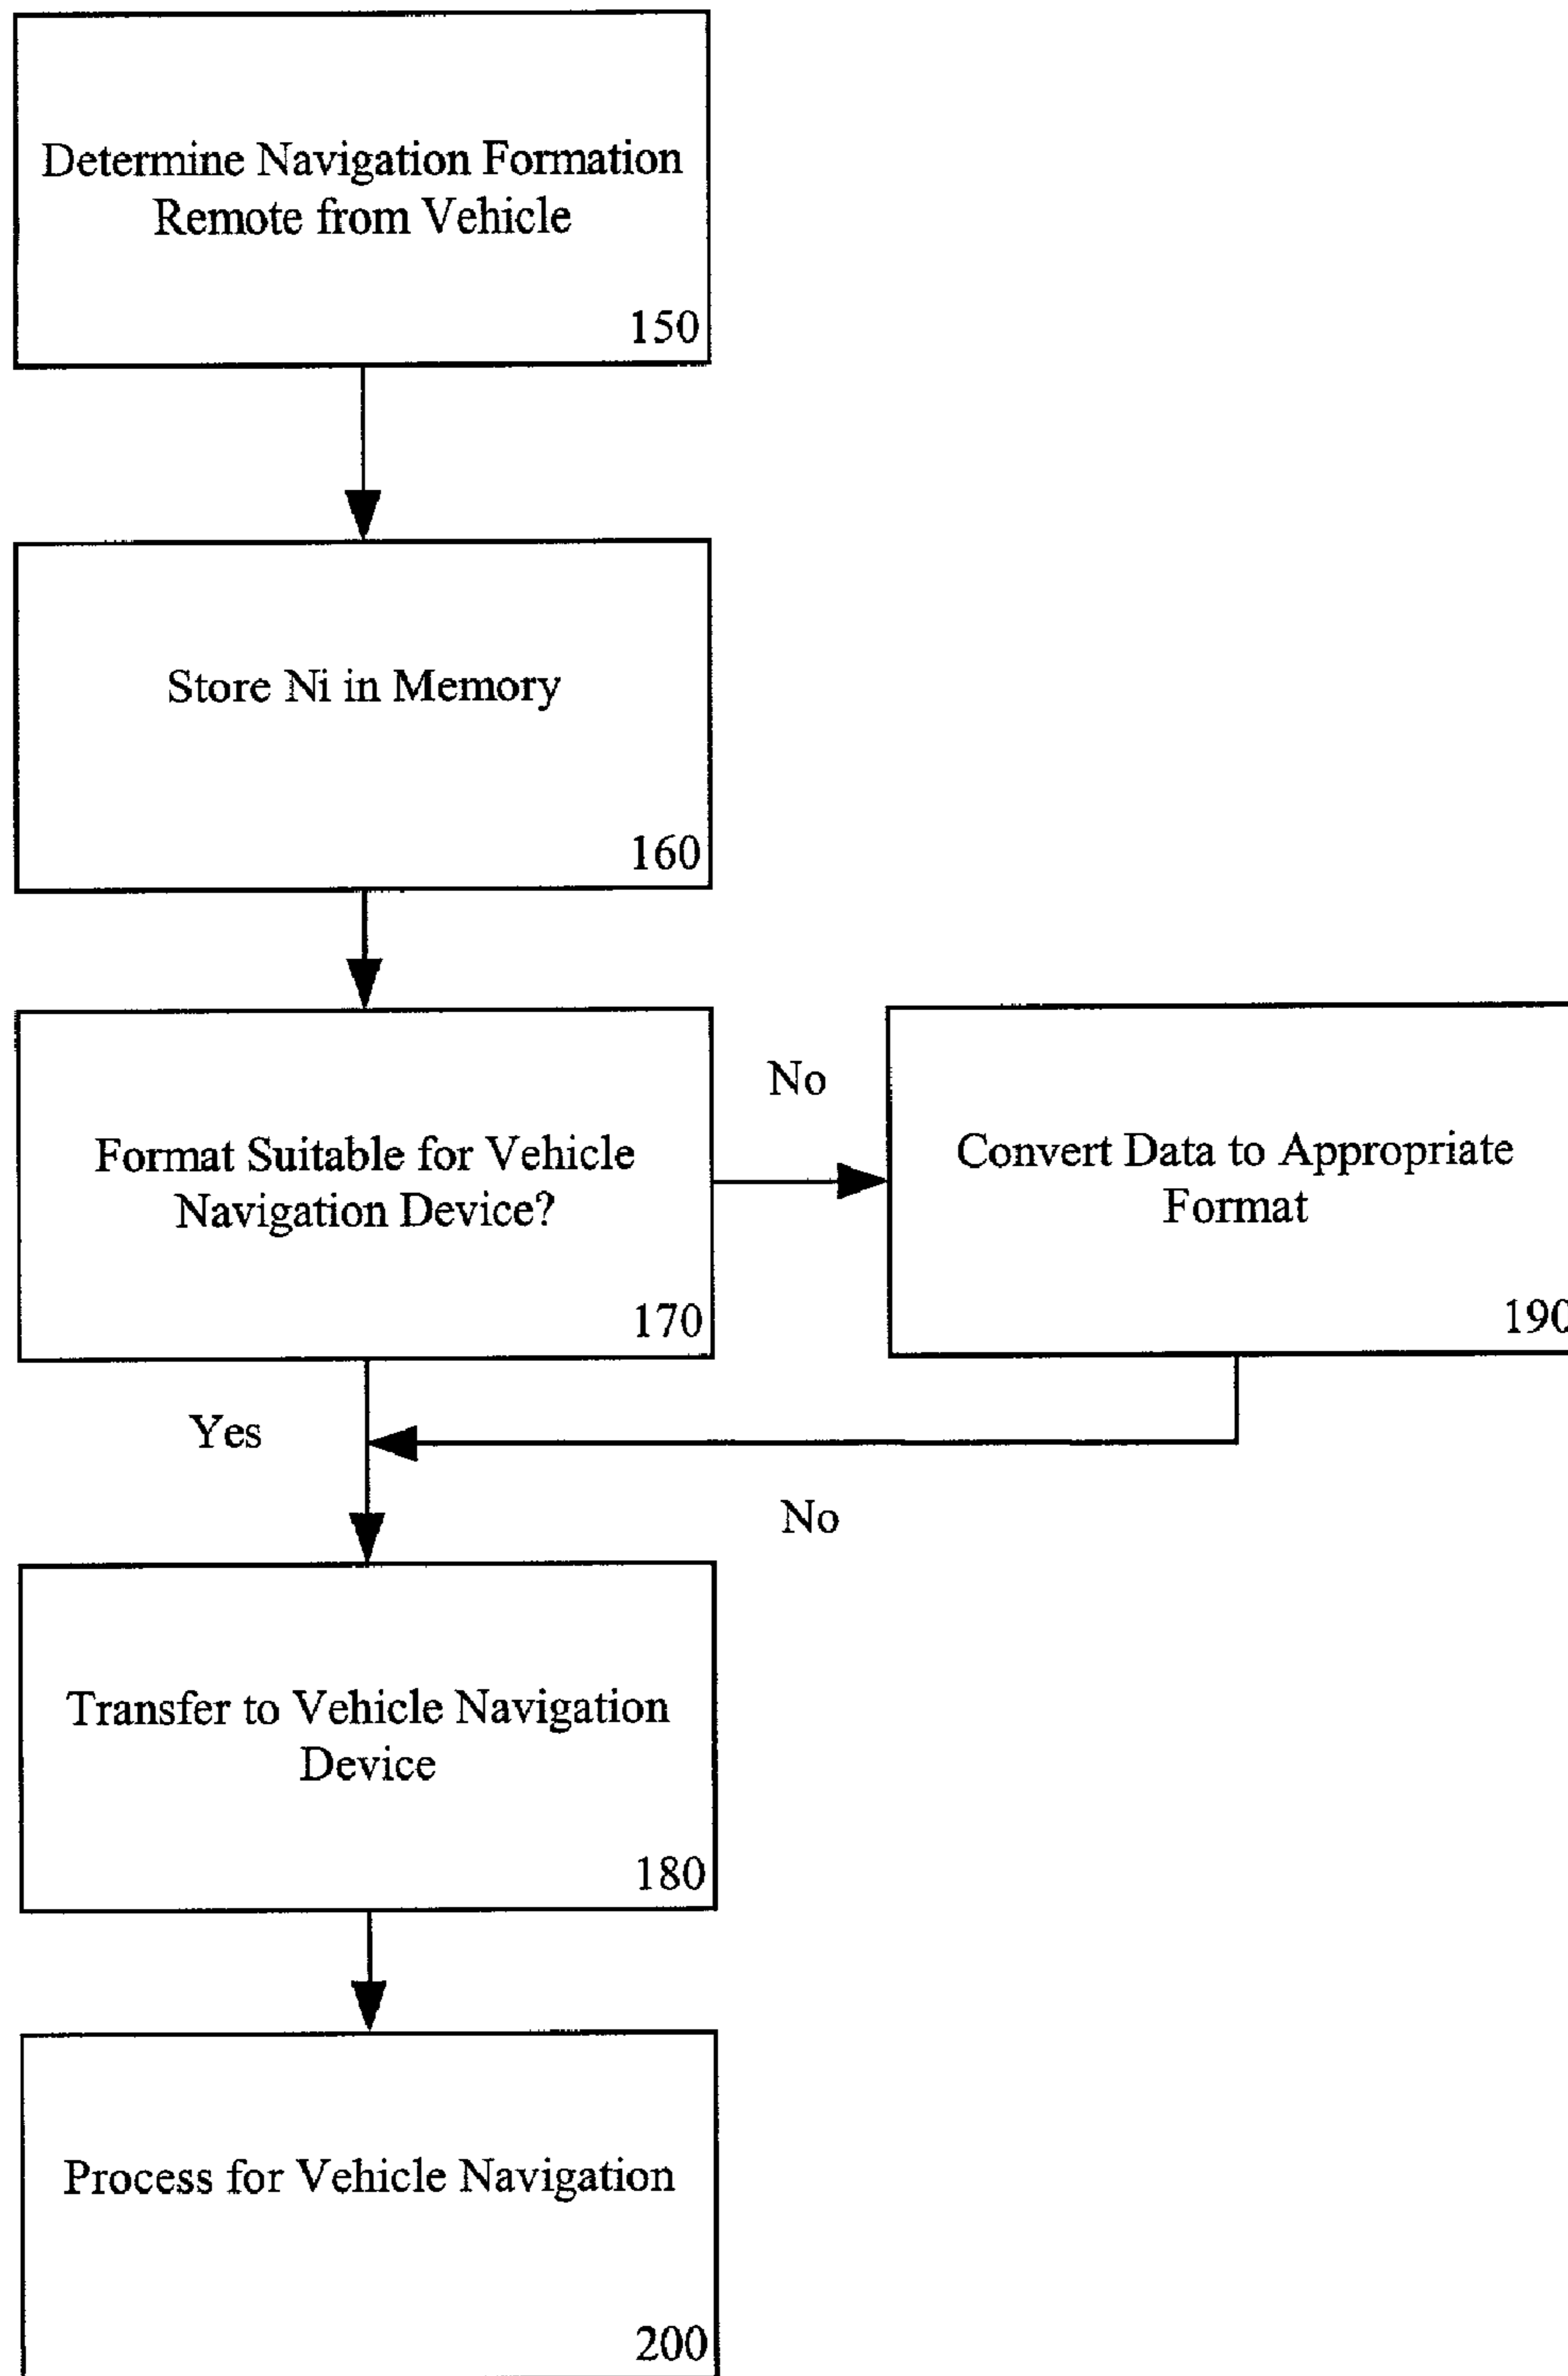 Determine Navigation Formation
Remote from Vehicle
150
Store Ni in Memory
160
Format Suitable for Vehicle
Navigation Device?
170
No
Convert Data to Appropriate
Format
190
Yes
No
Transfer to Vehicle Navigation
Device
180
Process for Vehicle Navigation
200